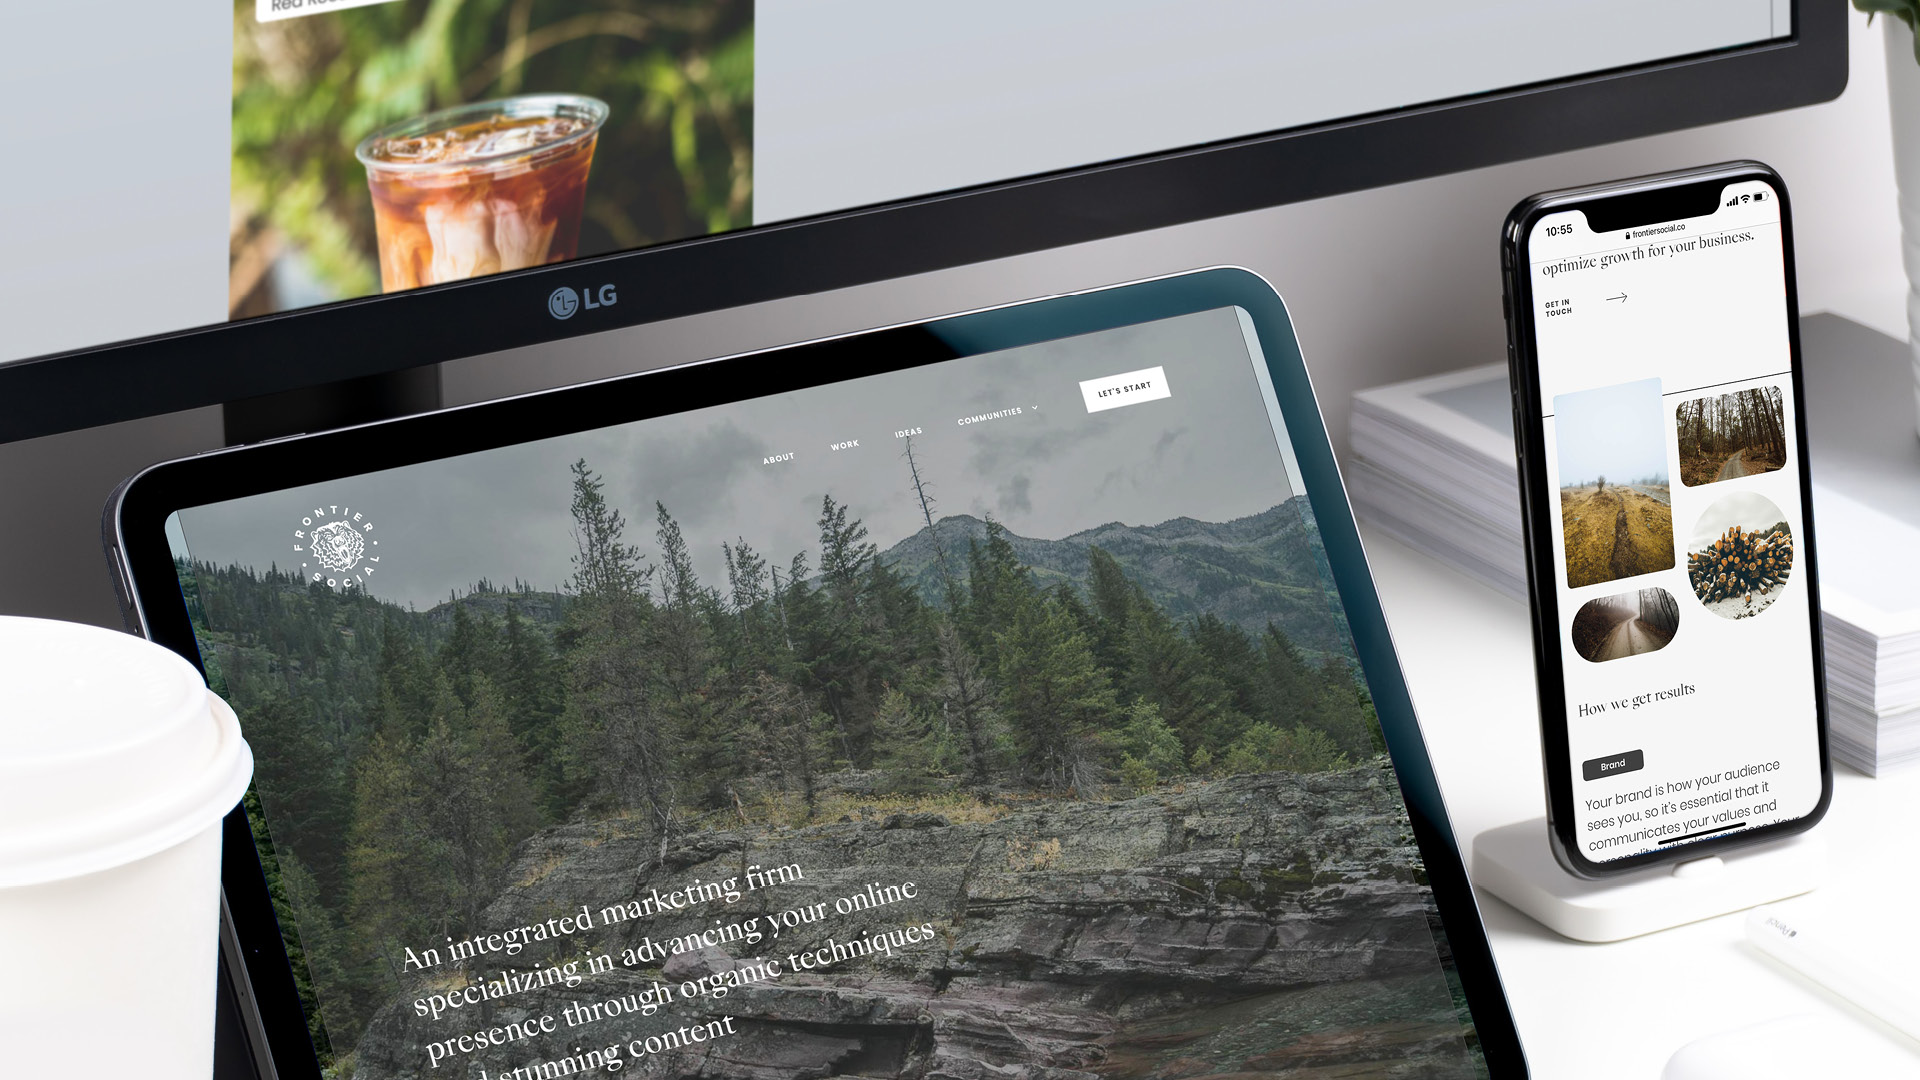 Red
LG
ABOUT
WORK
IDEAS
COMMUNITIES
LET'S START
FRONTIER
SOCIAL
An integrated marketing firm
specializing in advancing your online
presence through organic techniques
stunning content
10:55
frontiersocial.co
optimize growth for your business.
GET IN
TOUCH
How we get results
Brand
Your brand is how your audience
sees you, so it's essential that it
communicates your values and
Pencil